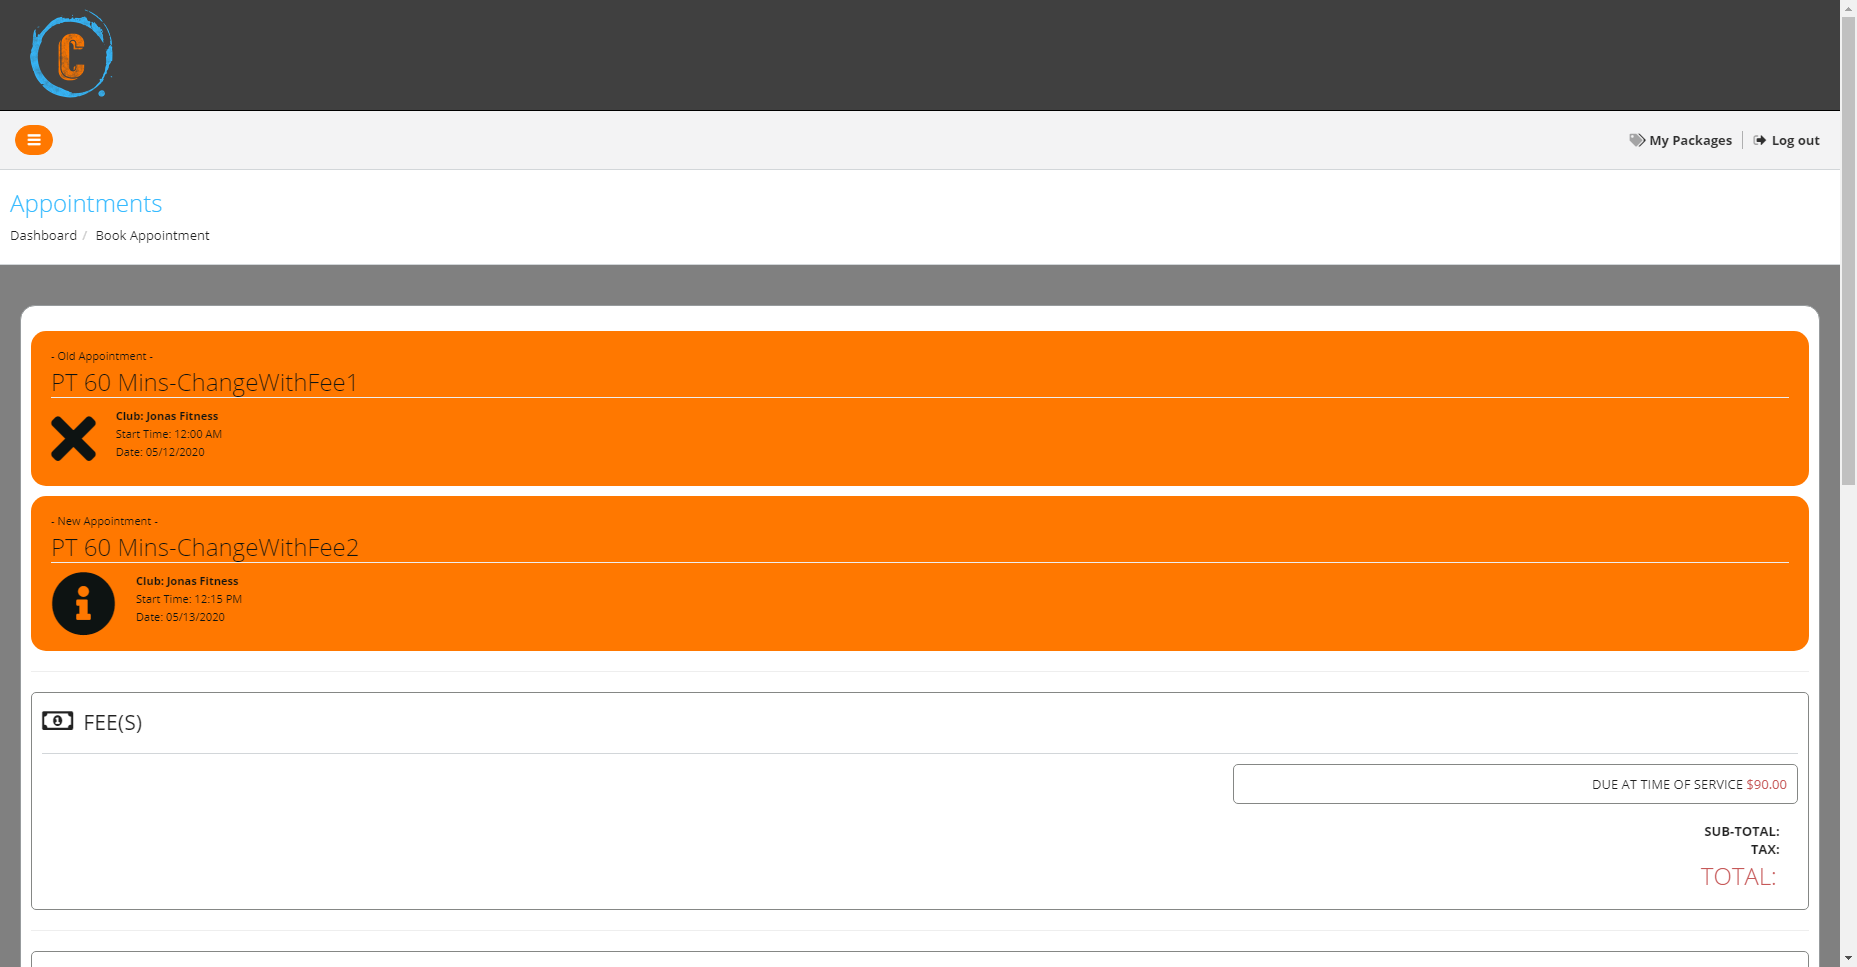 C
My Packages
Log out
Appointments
Dashboard / Book Appointment
- Old Appointment -
PT 60 Mins-ChangeWithFee1
Club: Jonas Fitness
Start Time: 12:00 AM
Date: 05/12/2020
- New Appointment -
PT 60 Mins-ChangeWithFee2
Club: Jonas Fitness
Start Time: 12:15 PM
Date: 05/13/2020
FEE(S)
DUE AT TIME OF SERVICE $90.00
SUB-TOTAL:
TAX:
TOTAL: